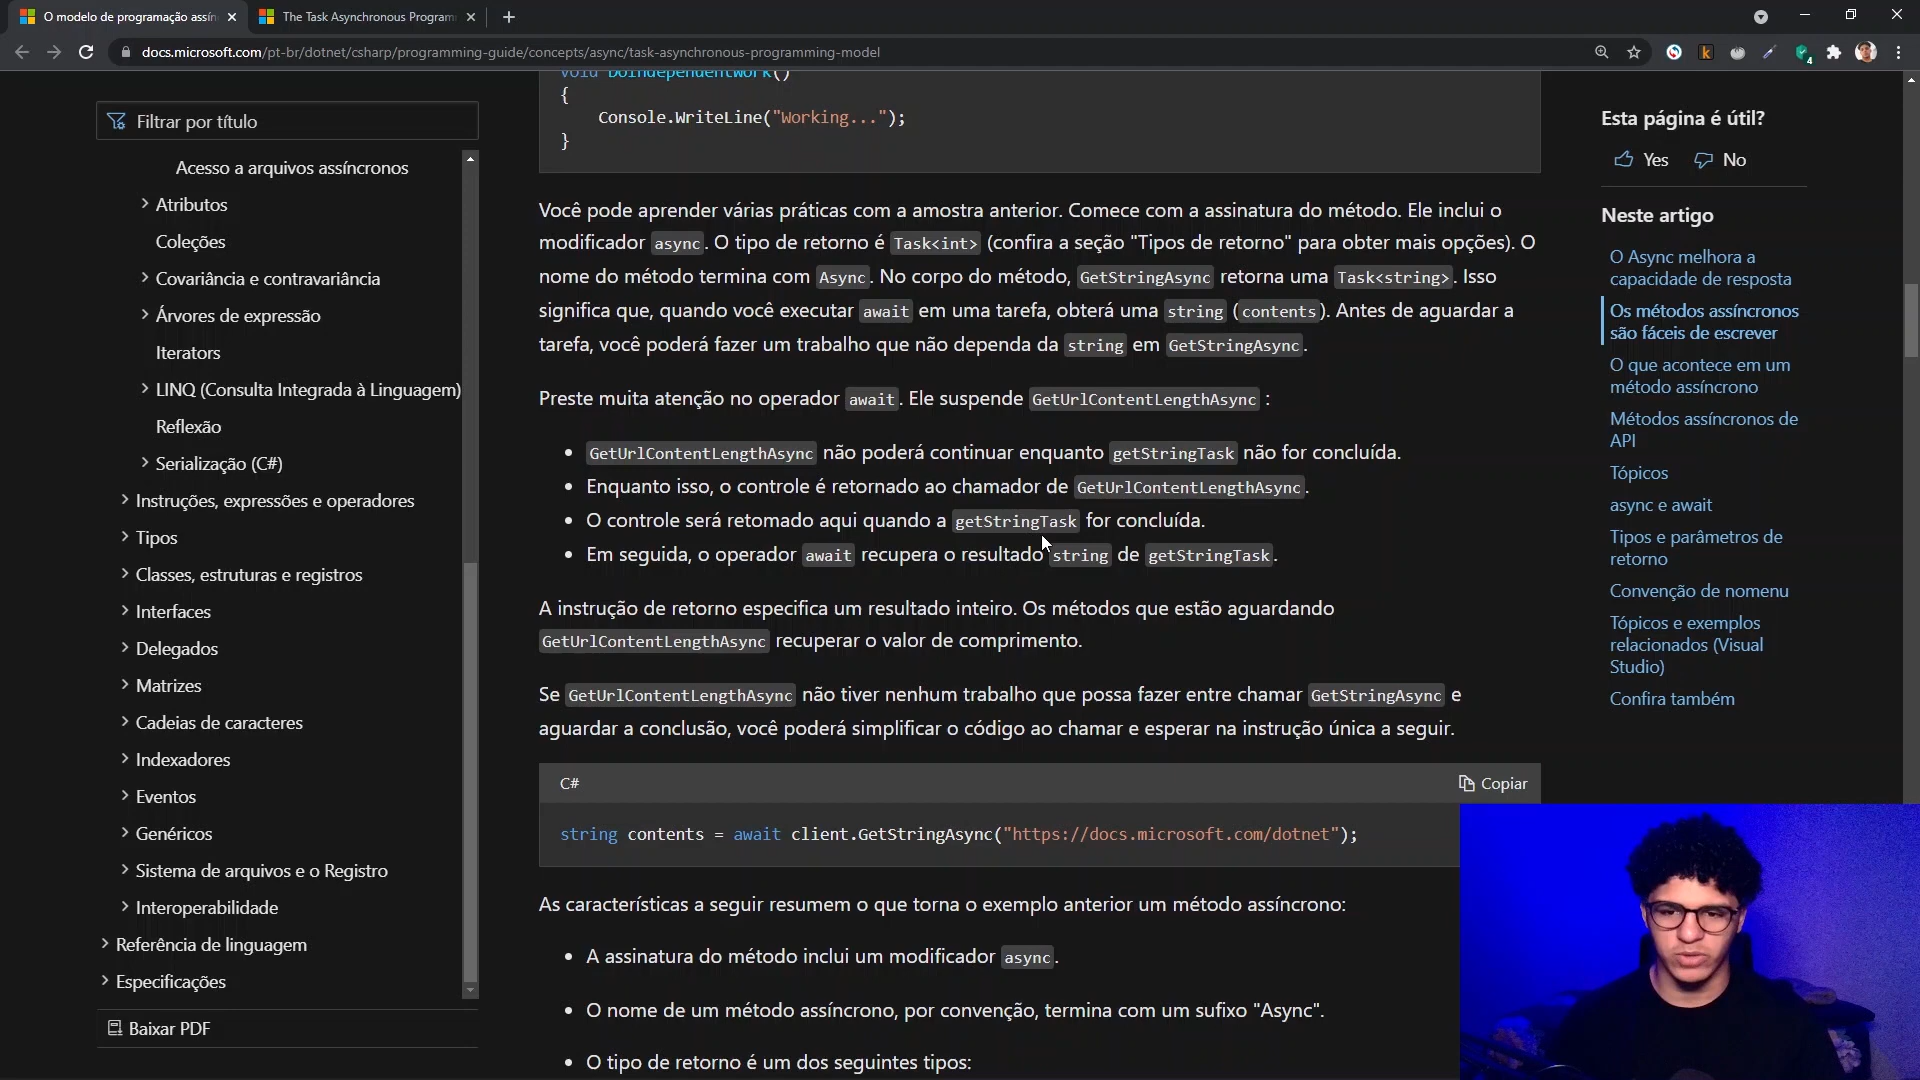 O modelo de programação assín
The Task Asynchronous Program
docs.microsoft.com/pt-br/dotnet/csharp/programming-guide/concepts/async/task-asynchronous-programming-model
4
Filtrar por título
Acesso a arquivos assíncronos
Atributos
Coleções
Covariância e contravariância
Árvores de expressão
Iterators
LINQ (Consulta Integrada à Linguagem)
Reflexão
Serialização (C#)
Instruções, expressões e operadores
Tipos
Classes, estruturas e registros
Interfaces
Delegados
Matrizes
Cadeias de caracteres
Indexadores
Eventos
Genéricos
Sistema de arquivos e o Registro
Interoperabilidade
Referência de linguagem
Especificações
Baixar PDF
void DoIndependentWork()
{
Console.WriteLine("Working...");
}
Você pode aprender várias práticas com a amostra anterior. Comece com a assinatura do método. Ele inclui o
modificador async. O tipo de retorno é Task<int> (confira a seção "Tipos de retorno" para obter mais opções). O
nome do método termina com Async. No corpo do método, GetStringAsync retorna uma Task<string>. Isso
significa que, quando você executar await em uma tarefa, obterá uma string (contents). Antes de aguardar a
tarefa, você poderá fazer um trabalho que não dependa da string em GetStringAsync.
Preste muita atenção no operador await. Ele suspende GetUrlContentLengthAsync :
• GetUrlContentLengthAsync não poderá continuar enquanto getStringTask não for concluída.
• Enquanto isso, o controle é retornado ao chamador de GetUrlContentLengthAsync.
• O controle será retomado aqui quando a getStringTask for concluída.
• Em seguida, o operador await recupera o resultado string de getStringTask.
A instrução de retorno especifica um resultado inteiro. Os métodos que estão aguardando
GetUrlContentLengthAsync recuperar o valor de comprimento.
Se GetUrlContentLengthAsync não tiver nenhum trabalho que possa fazer entre chamar GetStringAsync e
aguardar a conclusão, você poderá simplificar o código ao chamar e esperar na instrução única a seguir.
C#
Copiar
string contents = await client.GetStringAsync("https://docs.microsoft.com/dotnet");
As características a seguir resumem o que torna o exemplo anterior um método assíncrono:
• A assinatura do método inclui um modificador async.
• O nome de um método assíncrono, por convenção, termina com um sufixo "Async".
• O tipo de retorno é um dos seguintes tipos:
Esta página é útil?
Yes No
Neste artigo
O Async melhora a
capacidade de resposta
Os métodos assíncronos
são fáceis de escrever
O que acontece em um
método assíncrono
Métodos assíncronos de
API
Tópicos
async e await
Tipos e parâmetros de
retorno
Convenção de nomenu
Tópicos e exemplos
relacionados (Visual
Studio)
Confira também